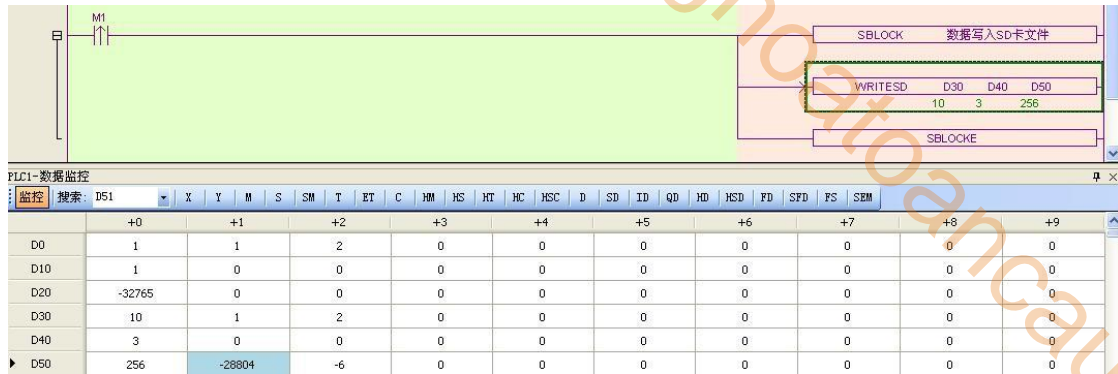 M1
SBLOCK 数据写入SD卡文件
WRITESD D30 D40 D50
10 3 256
SBLOCKE
PLC1-数据监控
监控 搜索: D51 X Y M S SM T ET C HM HS HT HC HSC D SD ID QD HD HSD FD SFD FS SEM
+0 +1 +2 +3 +4 +5 +6 +7 +8 +9
D0 1 1 2 0 0 0 0 0 0 0
D10 1 0 0 0 0 0 0 0 0 0
D20 -32765 0 0 0 0 0 0 0 0 0
D30 10 1 2 0 0 0 0 0 0 0
D40 3 0 0 0 0 0 0 0 0 0
D50 256 -28804 -6 0 0 0 0 0 0 0